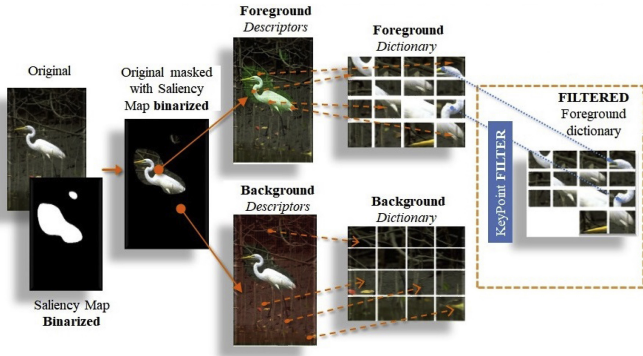 Original
Saliency Map
Binarized
Original masked
with Saliency
Map binarized
Foreground
Descriptors
Background
Descriptors
Foreground
Dictionary
Background
Dictionary
KeyPoint FILTER
FILTERED
Foreground
dictionary